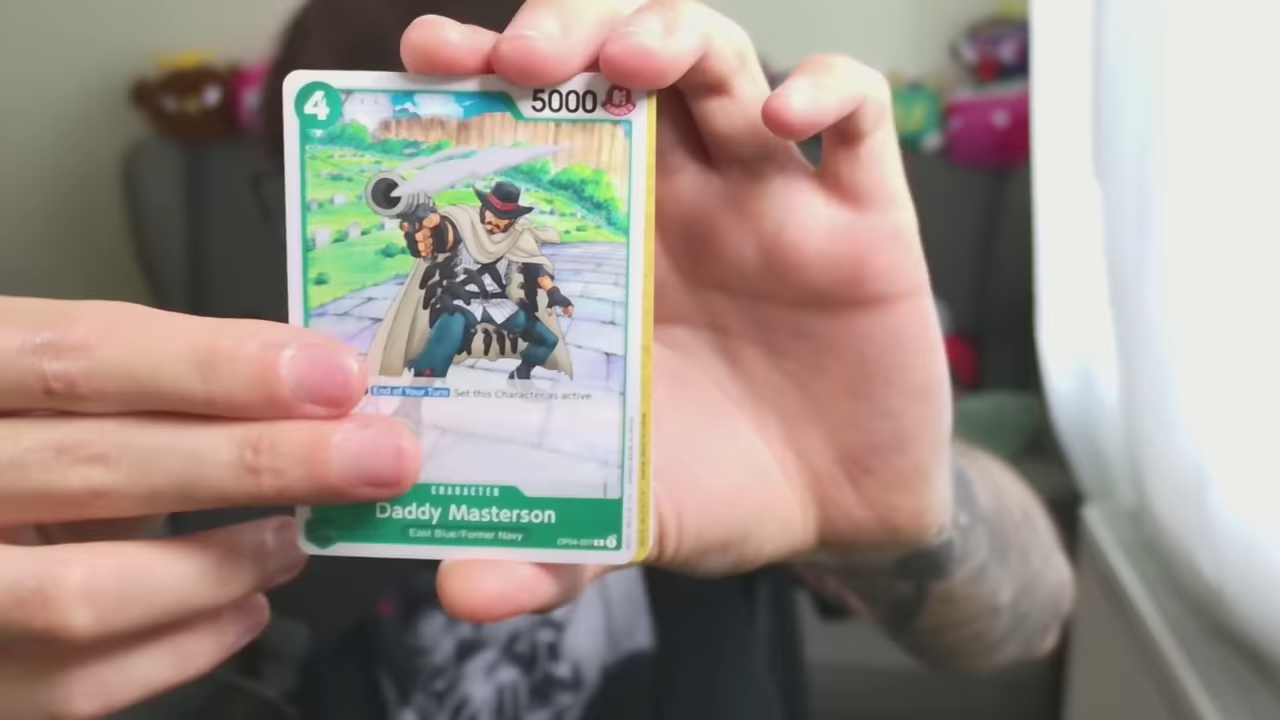 4
5000
End of Your Turn Set this Character as active.
CHARACTER
Daddy Masterson
East Blue/Former Navy